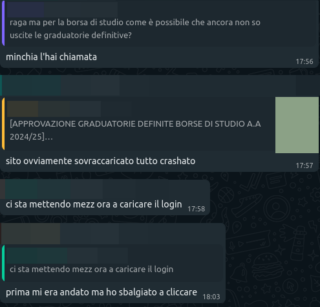 raga ma per la borsa di studio come è possibile che ancora non so
uscite le graduatorie definitive?
minchia l'hai chiamata
17:56
[APPROVAZIONE GRADUATORIE DEFINITE BORSE DI STUDIO A.A
2024/25]...
sito ovviamente sovraccaricato tutto crashato
17:57
ci sta mettendo mezz ora a caricare il login
17:58
ci sta mettendo mezz ora a caricare il login
prima mi era andato ma ho sbalgiato a cliccare
18:03